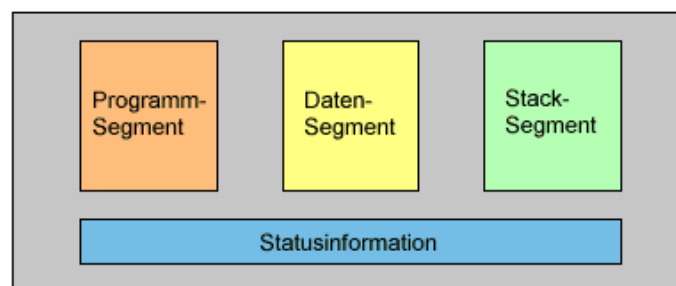 Programm-
Segment
Daten-
Segment
Stack-
Segment
Statusinformation